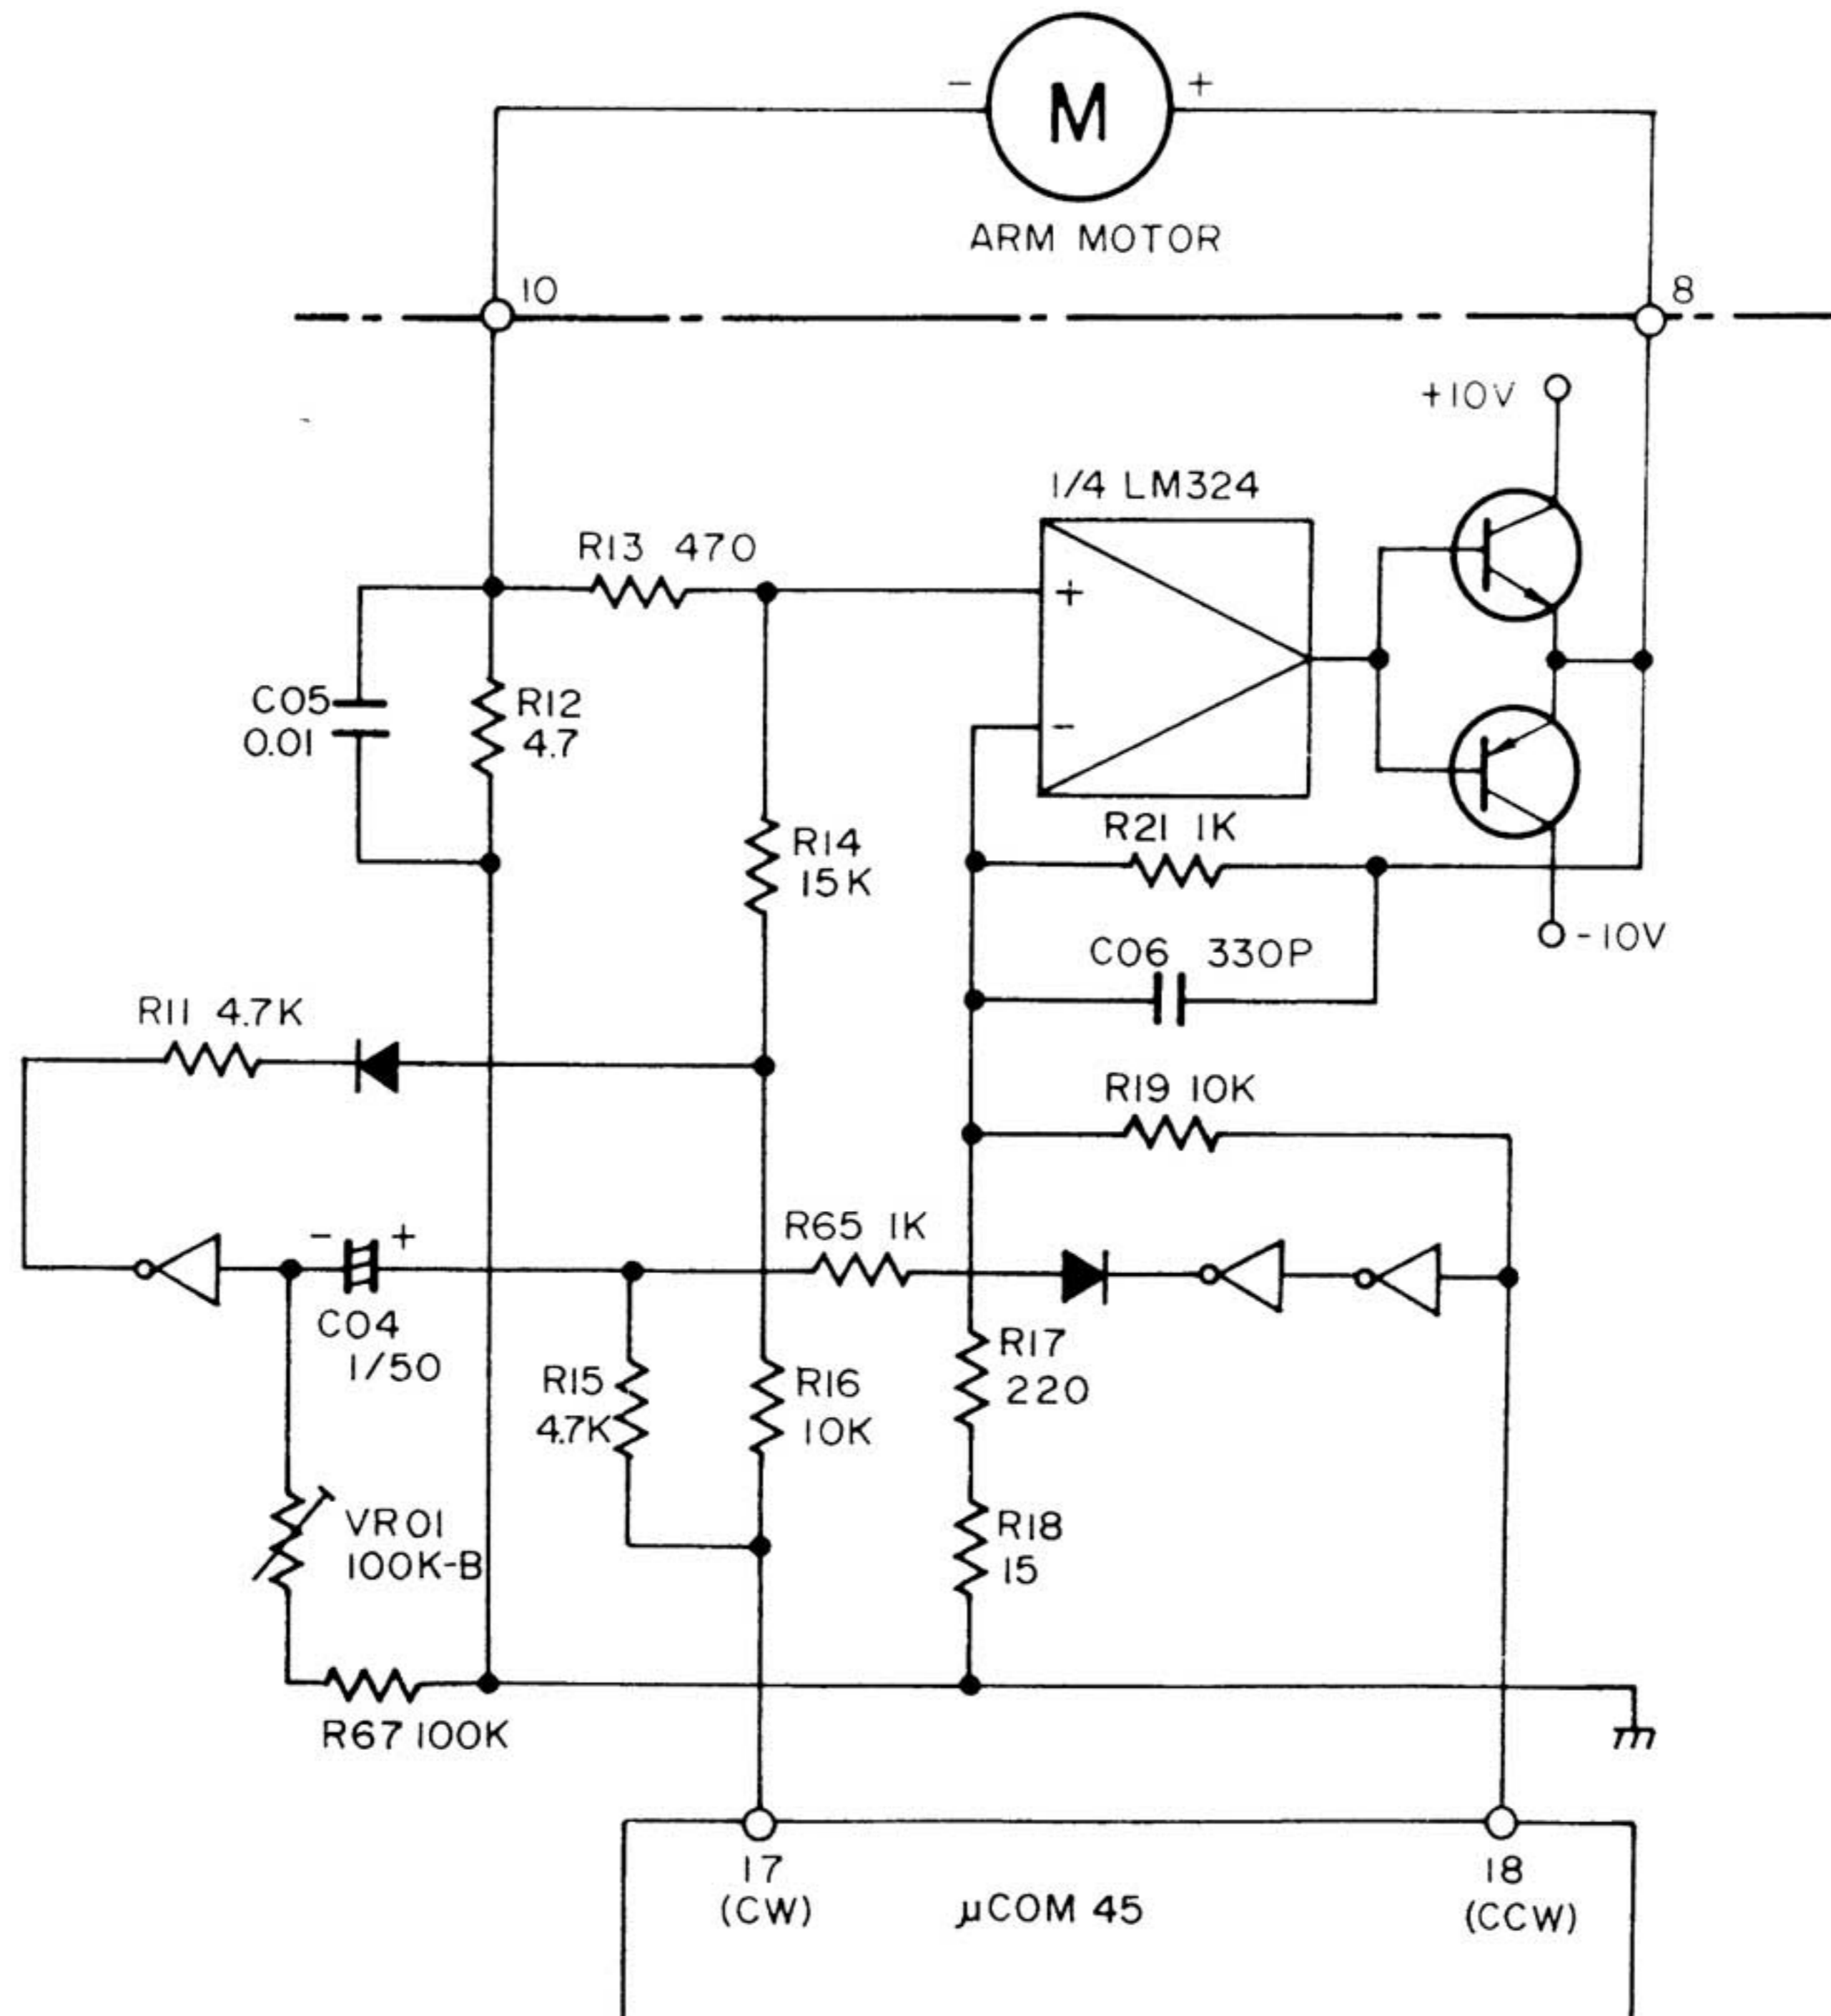 - M +
ARM MOTOR
10
8
+10V
1/4 LM324
R13 470
+
-
C05
0.01
R12
4.7
R14
15K
R21 1K
-10V
C06 330P
R11 4.7K
R19 10K
- +
R65 1K
C04
1/50
R17
220
R15
4.7K
R16
10K
VR01
100K-B
R18
15
R67 100K
17
(CW)
µCOM 45
18
(CCW)